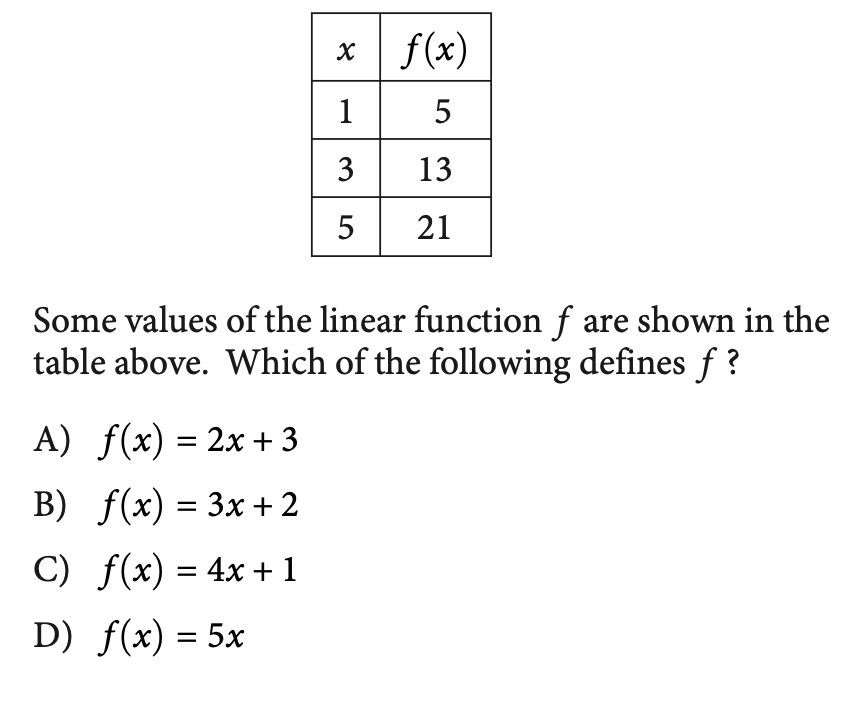 x f(x)
1 5
3 13
5 21
Some values of the linear function f are shown in the
table above. Which of the following defines f ?
A) f(x) = 2x + 3
B) f(x) = 3x + 2
C) f(x) = 4x + 1
D) f(x) = 5x